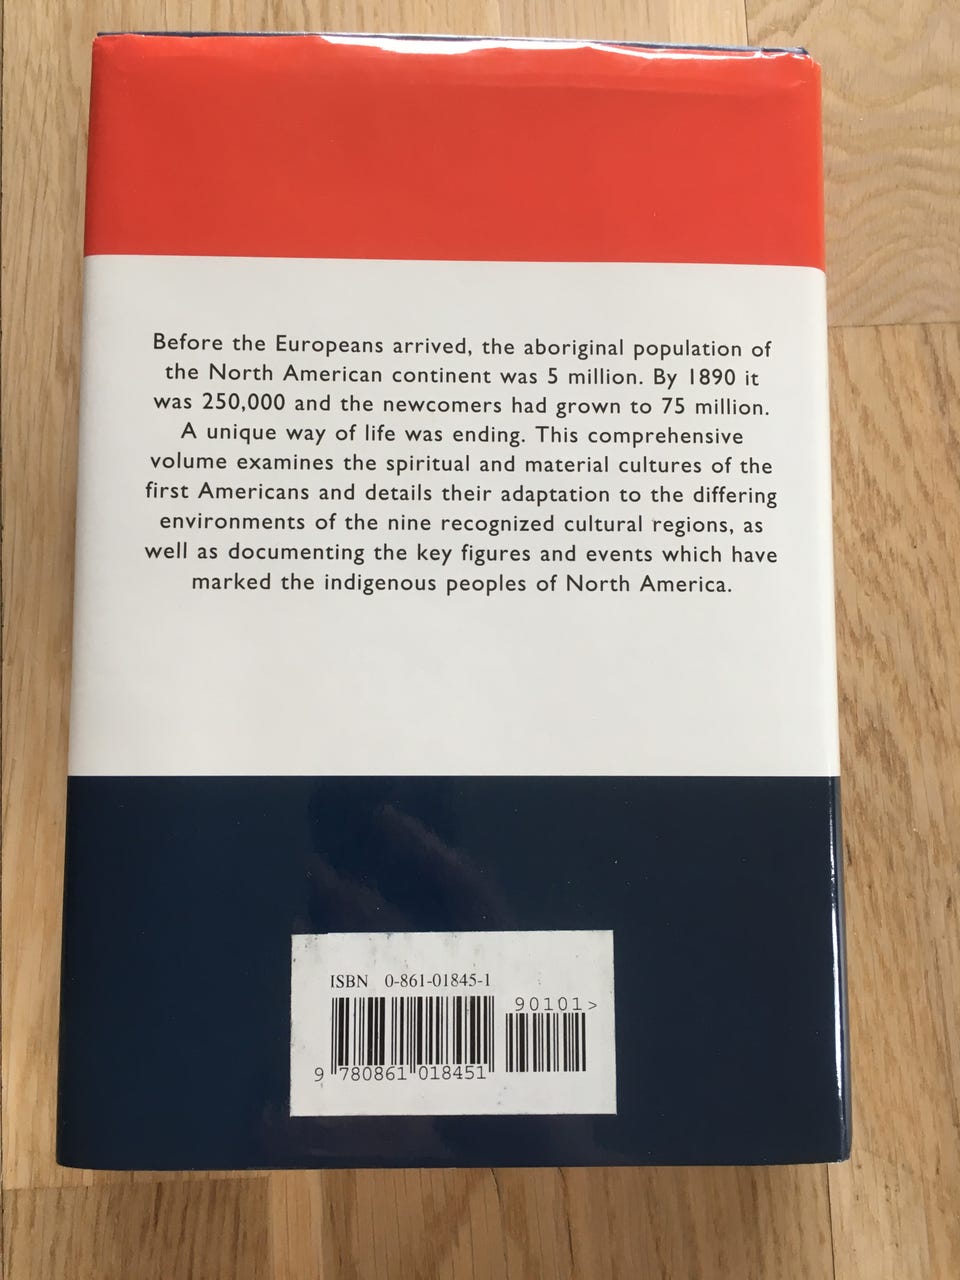 Before the Europeans arrived, the aboriginal population of
the North American continent was 5 million. By 1890 it
was 250,000 and the newcomers had grown to 75 million.
A unique way of life was ending. This comprehensive
volume examines the spiritual and material cultures of the
first Americans and details their adaptation to the differing
environments of the nine recognized cultural regions, as
well as documenting the key figures and events which have
marked the indigenous peoples of North America.
ISBN 0-861-01845-1
90101>
9 780861 018451